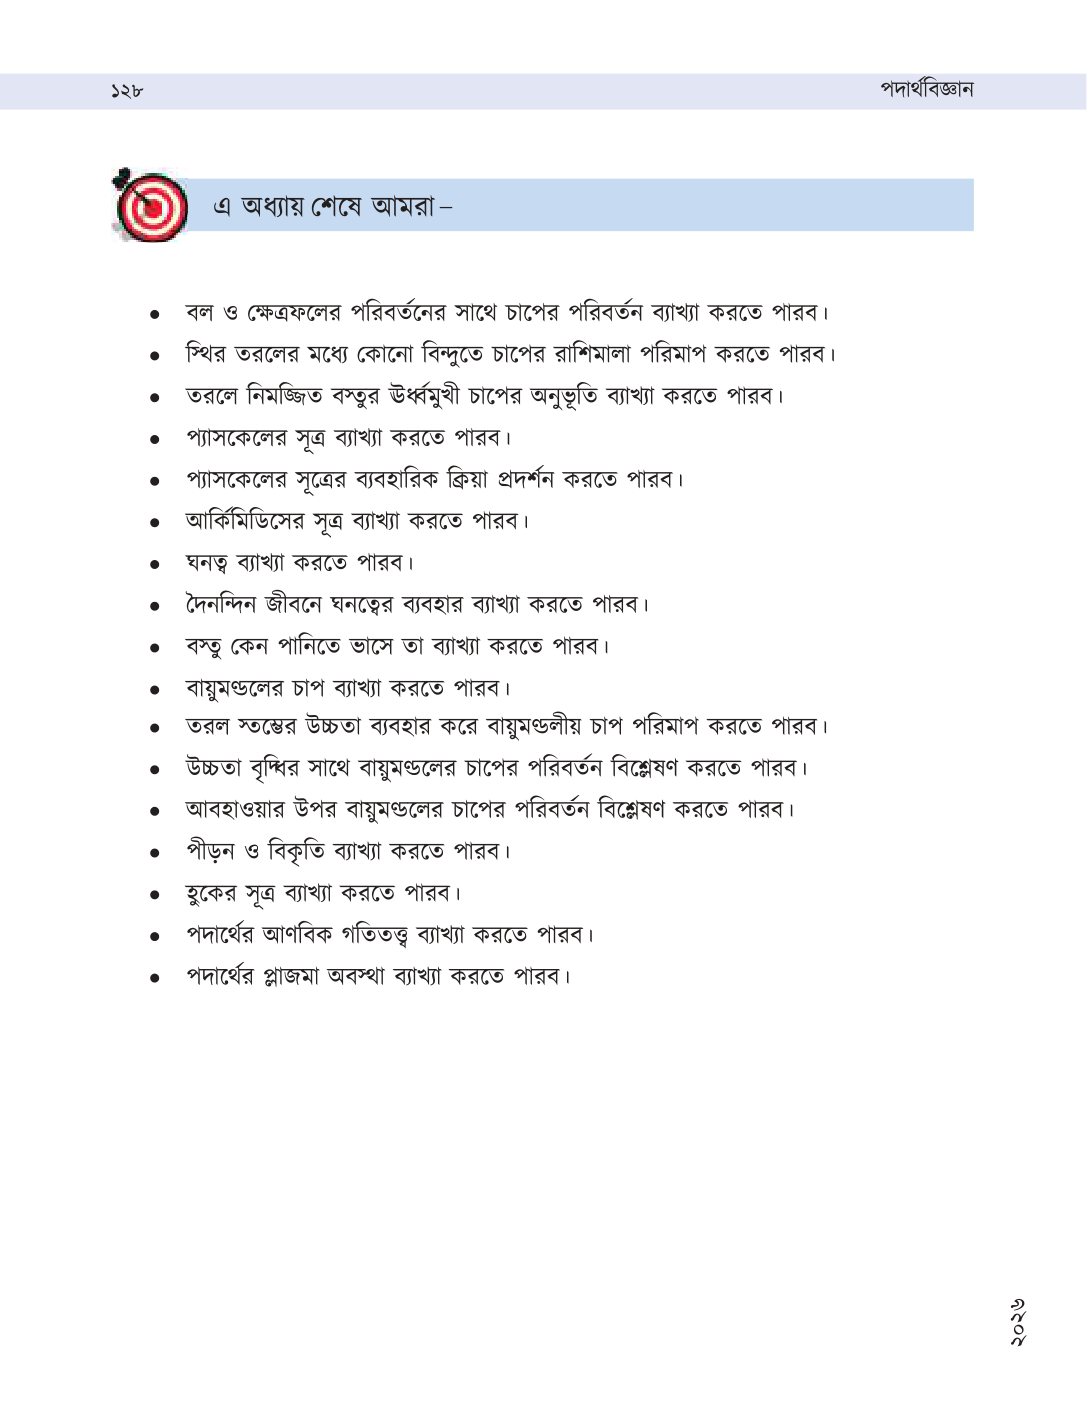 ১২৮ পদার্থবিজ্ঞান
এ অধ্যায় শেষে আমরা –
● বল ও ক্ষেত্রফলের পরিবর্তনের সাথে চাপের পরিবর্তন ব্যাখ্যা করতে পারব।
● স্থির তরলের মধ্যে কোনো বিন্দুতে চাপের রাশিমালা পরিমাপ করতে পারব।
● তরলে নিমজ্জিত বস্তুর ঊর্ধ্বমুখী চাপের অনুভূতি ব্যাখ্যা করতে পারব।
● প্যাসকেলের সূত্র ব্যাখ্যা করতে পারব।
● প্যাসকেলের সূত্রের ব্যবহারিক ক্রিয়া প্রদর্শন করতে পারব।
● আর্কিমিডিসের সূত্র ব্যাখ্যা করতে পারব।
● ঘনত্ব ব্যাখ্যা করতে পারব।
● দৈনন্দিন জীবনে ঘনত্বের ব্যবহার ব্যাখ্যা করতে পারব।
● বস্তু কেন পানিতে ভাসে তা ব্যাখ্যা করতে পারব।
● বায়ুমণ্ডলের চাপ ব্যাখ্যা করতে পারব।
● তরল স্তম্ভের উচ্চতা ব্যবহার করে বায়ুমণ্ডলীয় চাপ পরিমাপ করতে পারব।
● উচ্চতা বৃদ্ধির সাথে বায়ুমণ্ডলের চাপের পরিবর্তন বিশ্লেষণ করতে পারব।
● আবহাওয়ার উপর বায়ুমণ্ডলের চাপের পরিবর্তন বিশ্লেষণ করতে পারব।
● পীড়ন ও বিকৃতি ব্যাখ্যা করতে পারব।
● হুকের সূত্র ব্যাখ্যা করতে পারব।
● পদার্থের আণবিক গতিতত্ত্ব ব্যাখ্যা করতে পারব।
● পদার্থের প্লাজমা অবস্থা ব্যাখ্যা করতে পারব।
২০২৬